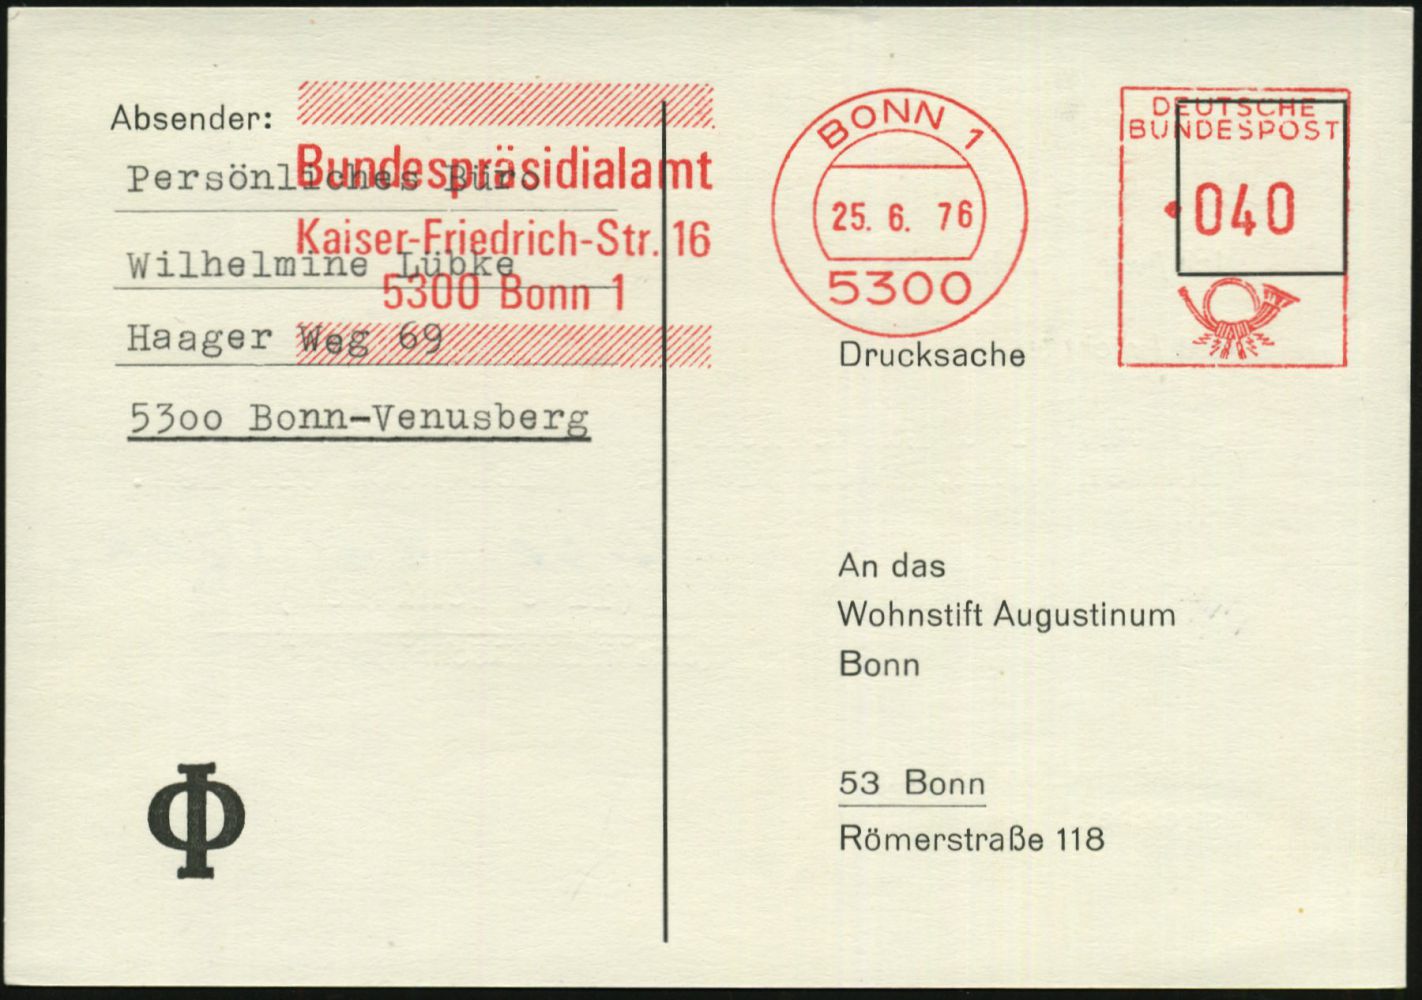 Absender:
Persönliches Büro
Wilhelmine Lübke
Haager Weg 69
53oo Bonn-Venusberg
Bundespräsidialamt
Kaiser-Friedrich-Str. 16
5300 Bonn 1
BONN 1
25. 6. 76
5300
DEUTSCHE
BUNDESPOST
040
Drucksache
An das
Wohnstift Augustinum
Bonn
53 Bonn
Römerstraße 118
Φ